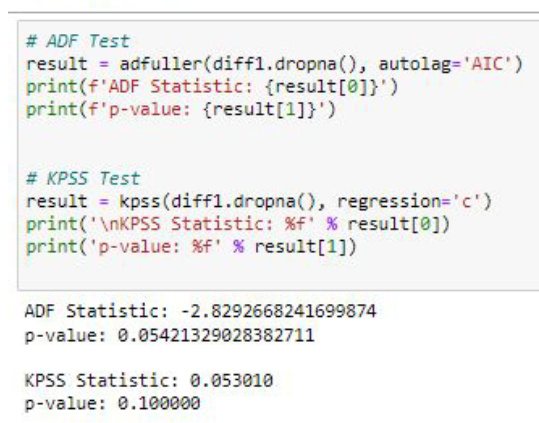 # ADF Test
result = adfuller(diff1.dropna(), autolag='AIC')
print(f'ADF Statistic: {result[0]}')
print(f'p-value: {result[1]}')
# KPSS Test
result = kpss(diff1.dropna(), regression='c')
print('\nKPSS Statistic: %f' % result[0])
print('p-value: %f' % result[1])
ADF Statistic: -2.8292668241699874
p-value: 0.05421329028382711
KPSS Statistic: 0.053010
p-value: 0.100000